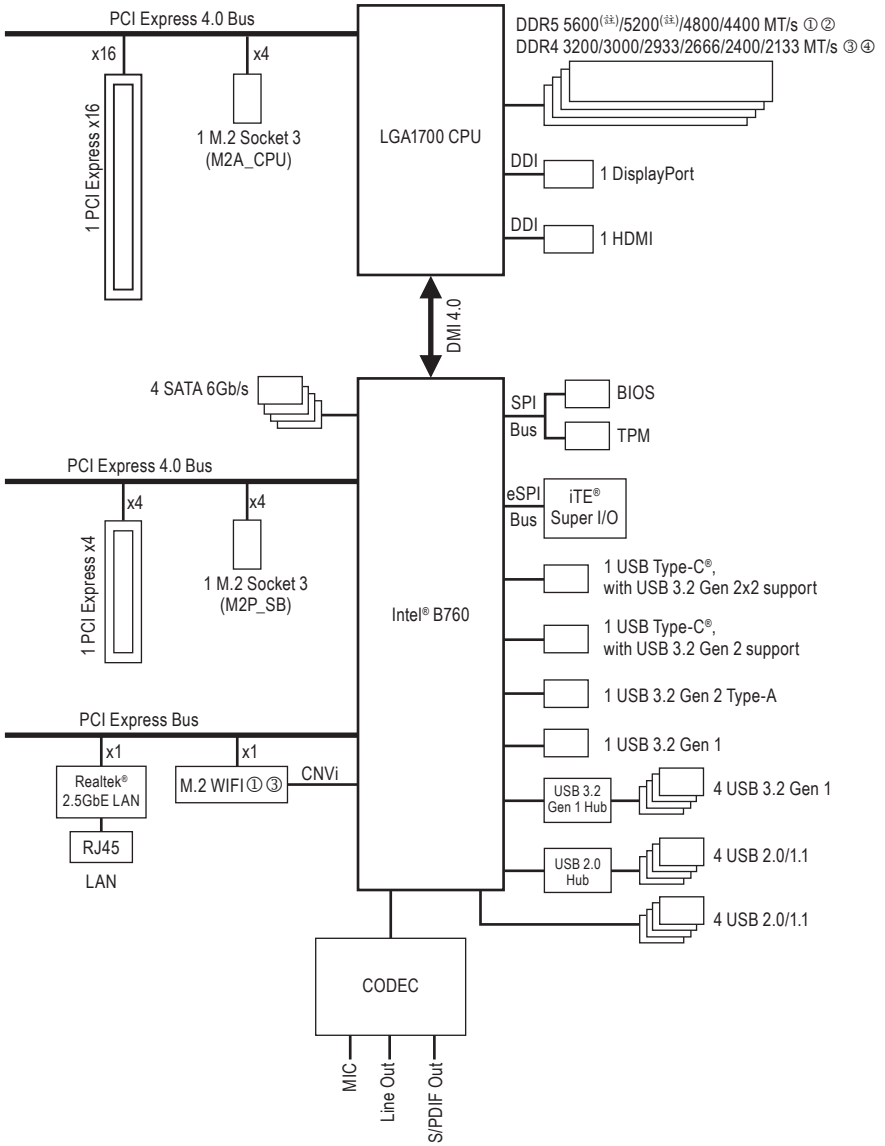 PCI Express 4.0 Bus
x16
x4
1 PCI Express x16
1 M.2 Socket 3
(M2A_CPU)
LGA1700 CPU
DDR5 5600(註)/5200(註)/4800/4400 MT/s ①②
DDR4 3200/3000/2933/2666/2400/2133 MT/s ③④
DDI
1 DisplayPort
DDI
1 HDMI
DMI 4.0
4 SATA 6Gb/s
SPI
Bus
BIOS
TPM
PCI Express 4.0 Bus
x4
x4
1 PCI Express x4
1 M.2 Socket 3
(M2P_SB)
Intel® B760
eSPI
Bus
iTE®
Super I/O
1 USB Type-C®,
with USB 3.2 Gen 2x2 support
1 USB Type-C®,
with USB 3.2 Gen 2 support
1 USB 3.2 Gen 2 Type-A
1 USB 3.2 Gen 1
PCI Express Bus
x1
x1
Realtek®
2.5GbE LAN
M.2 WIFI ①③
CNVi
RJ45
LAN
USB 3.2
Gen 1 Hub
4 USB 3.2 Gen 1
USB 2.0
Hub
4 USB 2.0/1.1
4 USB 2.0/1.1
CODEC
MIC
Line Out
S/PDIF Out